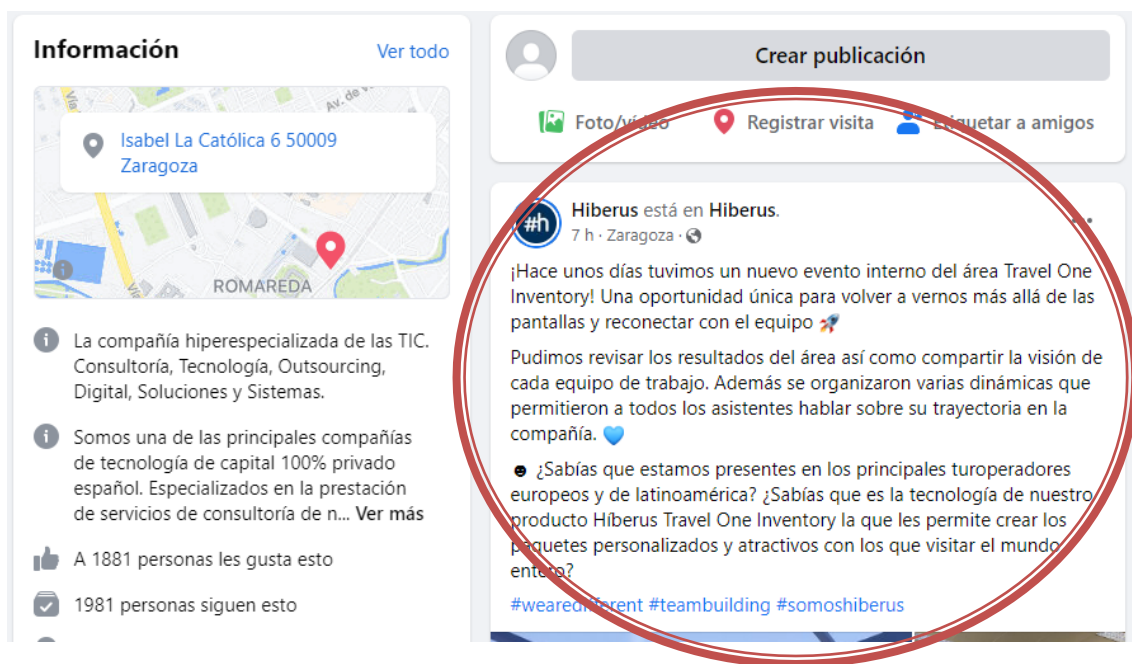 Información
Ver todo
Av. de
Vía
Isabel La Católica 6 50009
Zaragoza
ROMAREDA
La compañía hiperespecializada de las TIC.
Consultoría, Tecnología, Outsourcing,
Digital, Soluciones y Sistemas.
Somos una de las principales compañías
de tecnología de capital 100% privado
español. Especializados en la prestación
de servicios de consultoría de n... Ver más
A 1881 personas les gusta esto
1981 personas siguen esto
Crear publicación
Foto/vídeo
Registrar visita
Etiquetar a amigos
#h
Hiberus está en Hiberus.
7 h · Zaragoza ·
¡Hace unos días tuvimos un nuevo evento interno del área Travel One
Inventory! Una oportunidad única para volver a vernos más allá de las
pantallas y reconectar con el equipo 🚀
Pudimos revisar los resultados del área así como compartir la visión de
cada equipo de trabajo. Además se organizaron varias dinámicas que
permitieron a todos los asistentes hablar sobre su trayectoria en la
compañía. 💙
☻ ¿Sabías que estamos presentes en los principales turoperadores
europeos y de latinoamérica? ¿Sabías que es la tecnología de nuestro
producto Híberus Travel One Inventory la que les permite crear los
paquetes personalizados y atractivos con los que visitar el mundo
entero?
#wearedifferent #teambuilding #somoshiberus